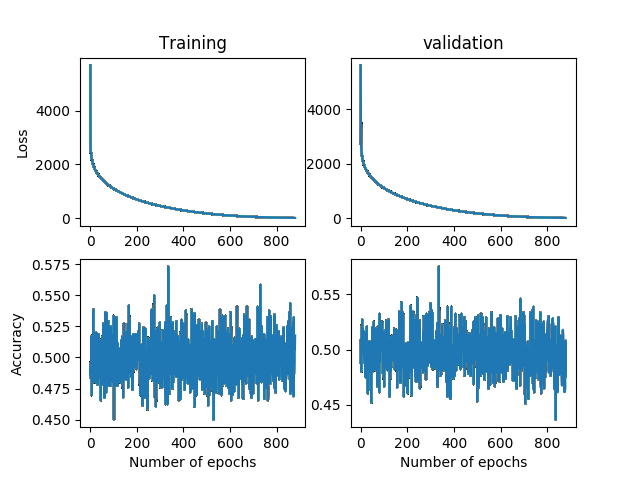 Training
validation
Loss
4000
2000
0
0 200 400 600 800
4000
2000
0
0 200 400 600 800
Accuracy
0.575
0.550
0.525
0.500
0.475
0.450
0 200 400 600 800
Number of epochs
0.55
0.50
0.45
0 200 400 600 800
Number of epochs